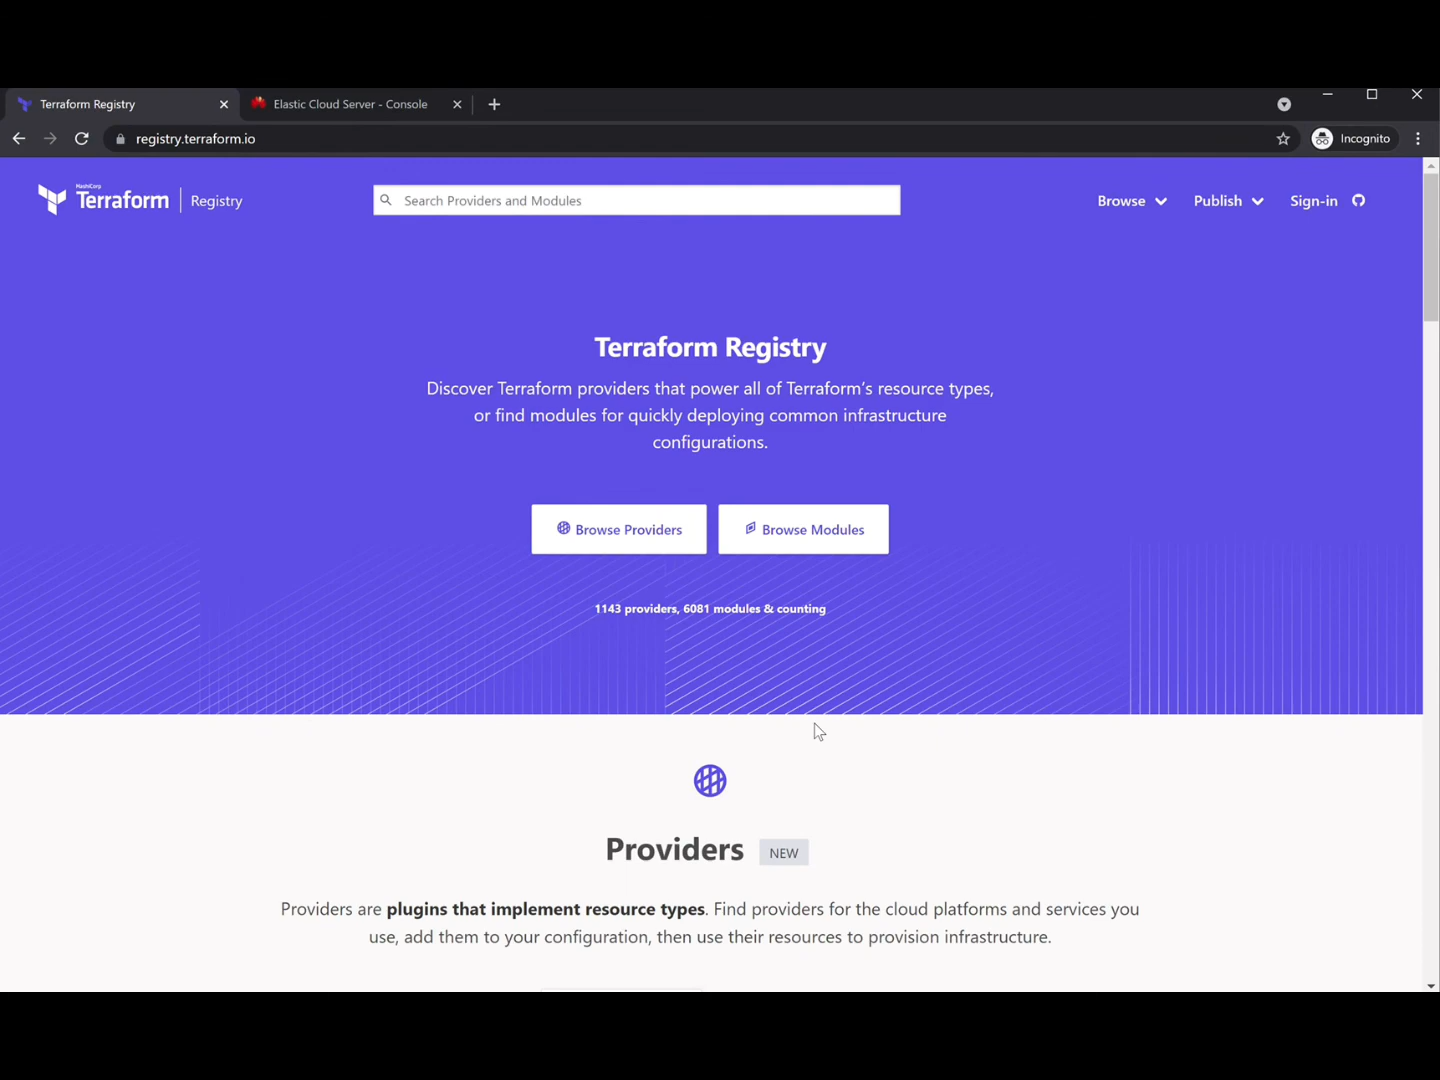 Terraform Registry
Elastic Cloud Server - Console
registry.terraform.io
Incognito
HashiCorp
Terraform
Registry
Search Providers and Modules
Browse
Publish
Sign-in
Terraform Registry
Discover Terraform providers that power all of Terraform's resource types,
or find modules for quickly deploying common infrastructure
configurations.
Browse Providers
Browse Modules
1143 providers, 6081 modules & counting
Providers NEW
Providers are plugins that implement resource types. Find providers for the cloud platforms and services you
use, add them to your configuration, then use their resources to provision infrastructure.